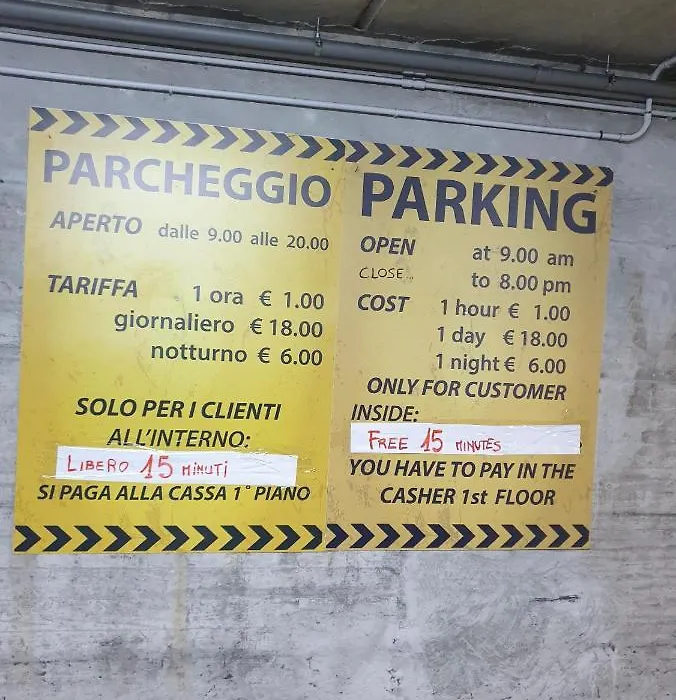 PARCHEGGIO
APERTO dalle 9.00 alle 20.00
TARIFFA 1 ora € 1.00
giornaliero € 18.00
notturno € 6.00
SOLO PER I CLIENTI
ALL'INTERNO:
LIBERO 15 MINUTI
SI PAGA ALLA CASSA 1° PIANO
PARKING
OPEN at 9.00 am
CLOSE... to 8.00 pm
COST 1 hour € 1.00
1 day € 18.00
1 night € 6.00
ONLY FOR CUSTOMER
INSIDE:
FREE 15 MINUTES
YOU HAVE TO PAY IN THE
CASHER 1st FLOOR